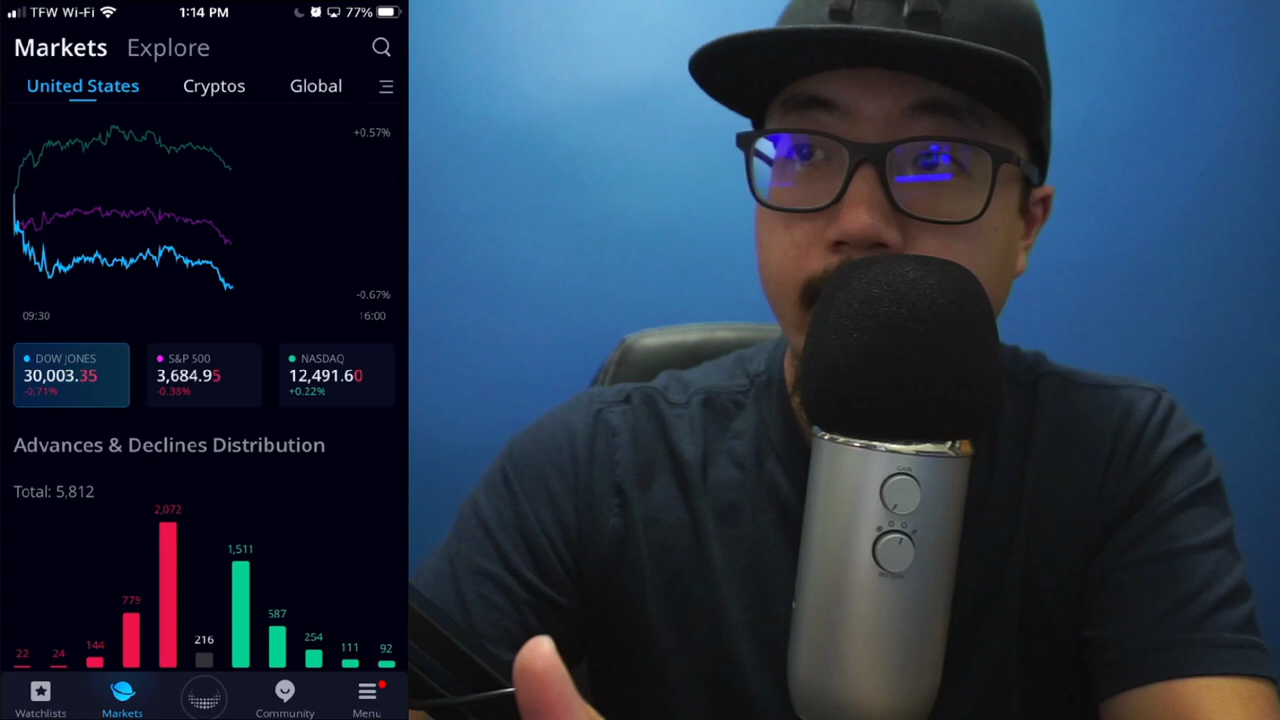 TFW Wi-Fi 1:14 PM 77%
Markets Explore
United States Cryptos Global
+0.57%
-0.67%
09:30 16:00
DOW JONES S&P 500 NASDAQ
30,003.35 3,684.95 12,491.60
-0.71% -0.38% +0.22%
Advances & Declines Distribution
Total: 5,812
2,072
1,511
779
587
216
254
144
111
92
22 24
Watchlists Markets Community Menu
GAIN
PATTERN